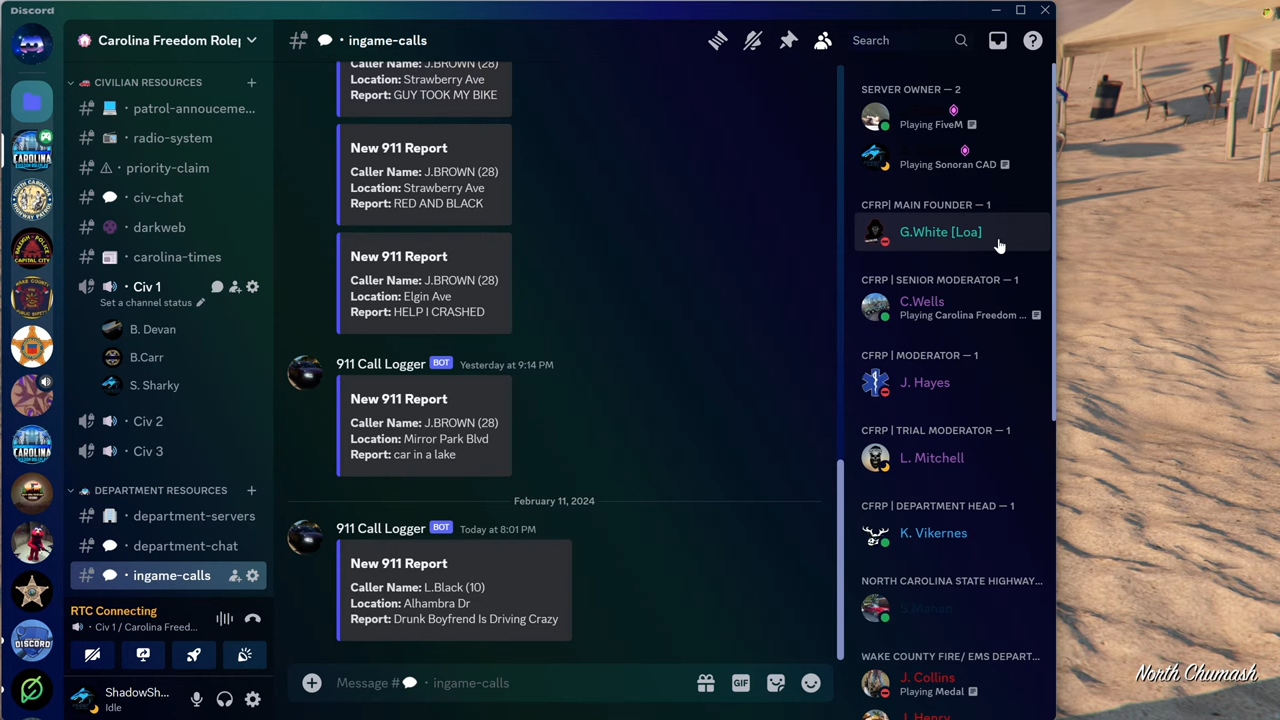 Discord
Carolina Freedom Rolep
CIVILIAN RESOURCES
patrol-annouceme...
radio-system
priority-claim
civ-chat
darkweb
carolina-times
Civ 1
Set a channel status
B. Devan
B.Carr
S. Sharky
Civ 2
Civ 3
DEPARTMENT RESOURCES
department-servers
department-chat
ingame-calls
RTC Connecting
Civ 1 / Carolina Freed...
ShadowSh...
Idle
ingame-calls
Search
Caller Name: J.BROWN (28)
Location: Strawberry Ave
Report: GUY TOOK MY BIKE
New 911 Report
Caller Name: J.BROWN (28)
Location: Strawberry Ave
Report: RED AND BLACK
New 911 Report
Caller Name: J.BROWN (28)
Location: Elgin Ave
Report: HELP I CRASHED
911 Call Logger BOT Yesterday at 9:14 PM
New 911 Report
Caller Name: J.BROWN (28)
Location: Mirror Park Blvd
Report: car in a lake
February 11, 2024
911 Call Logger BOT Today at 8:01 PM
New 911 Report
Caller Name: L.Black (10)
Location: Alhambra Dr
Report: Drunk Boyfrend Is Driving Crazy
Message # ingame-calls
GIF
SERVER OWNER — 2
Playing FiveM
Playing Sonoran CAD
CFRP| MAIN FOUNDER — 1
G.White [Loa]
CFRP | SENIOR MODERATOR — 1
C.Wells
Playing Carolina Freedom ...
CFRP | MODERATOR — 1
J. Hayes
CFRP | TRIAL MODERATOR — 1
L. Mitchell
CFRP | DEPARTMENT HEAD — 1
K. Vikernes
NORTH CAROLINA STATE HIGHWAY...
S.Mahan
WAKE COUNTY FIRE/ EMS DEPART...
J. Collins
Playing Medal
J. Henry
North Chumash